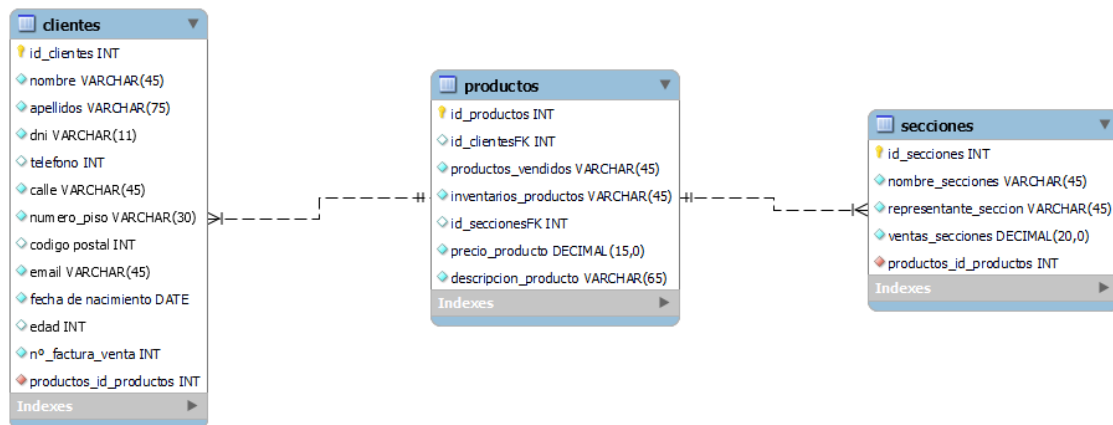 clientes
id_clientes INT
nombre VARCHAR(45)
apellidos VARCHAR(75)
dni VARCHAR(11)
telefono INT
calle VARCHAR(45)
numero_piso VARCHAR(30)
codigo postal INT
email VARCHAR(45)
fecha de nacimiento DATE
edad INT
nº_factura_venta INT
productos_id_productos INT
Indexes
productos
id_productos INT
id_clientesFK INT
productos_vendidos VARCHAR(45)
inventarios_productos VARCHAR(45)
id_seccionesFK INT
precio_producto DECIMAL(15,0)
descripcion_producto VARCHAR(65)
Indexes
secciones
id_secciones INT
nombre_secciones VARCHAR(45)
representante_seccion VARCHAR(45)
ventas_secciones DECIMAL(20,0)
productos_id_productos INT
Indexes